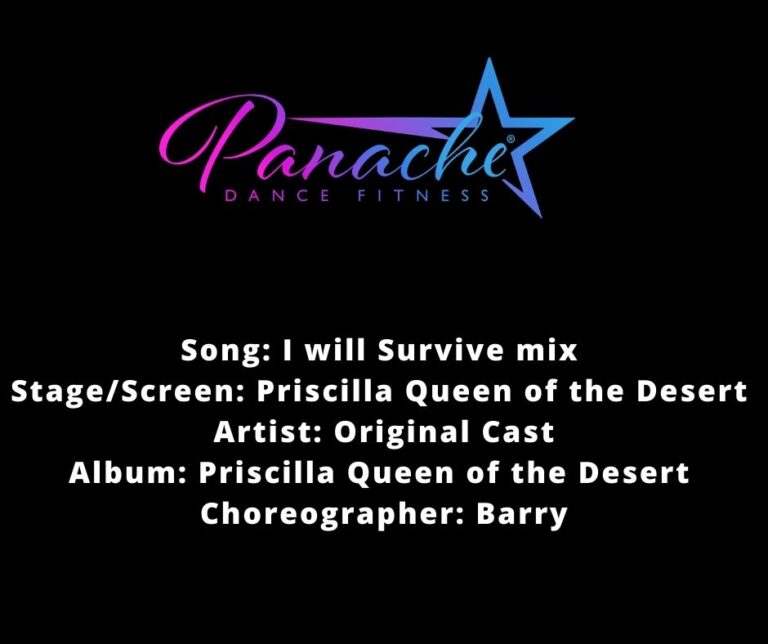 Panache®
DANCE FITNESS
Song: I will Survive mix
Stage/Screen: Priscilla Queen of the Desert
Artist: Original Cast
Album: Priscilla Queen of the Desert
Choreographer: Barry